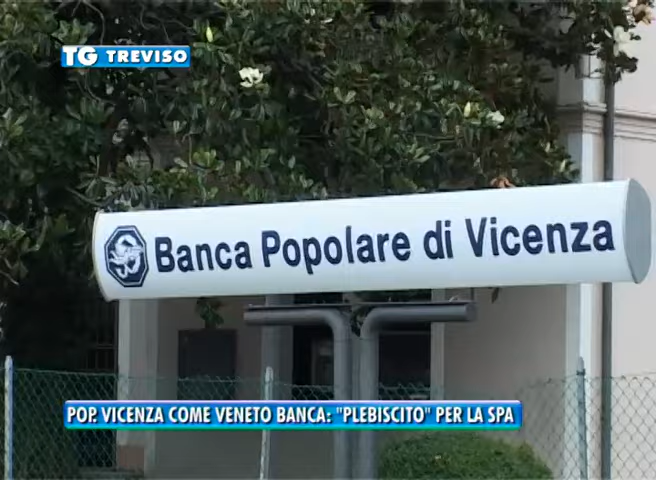 TG TREVISO
Banca Popolare di Vicenza
POP. VICENZA COME VENETO BANCA: "PLEBISCITO" PER LA SPA